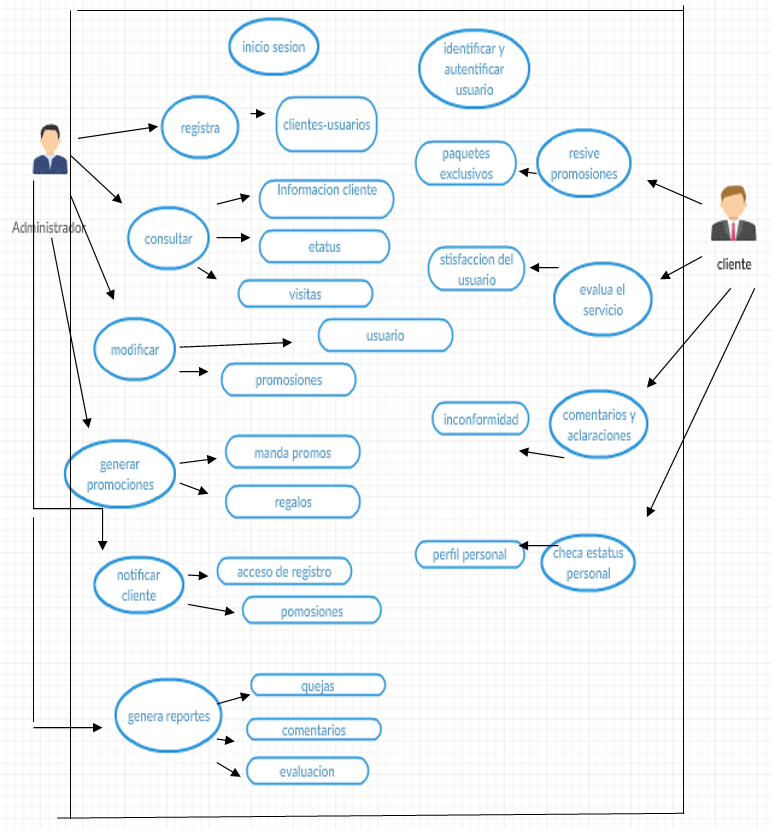 inicio sesion
identificar y
autentificar
usuario
registra
clientes-usuarios
paquetes
exclusivos
resive
promosiones
Administrador
consultar
Informacion cliente
etatus
visitas
stisfaccion del
usuario
evalua el
servicio
cliente
modificar
usuario
promosiones
inconformidad
comentarios y
aclaraciones
generar
promociones
manda promos
regalos
perfil personal
checa estatus
personal
notificar
cliente
acceso de registro
pomosiones
genera reportes
quejas
comentarios
evaluacion